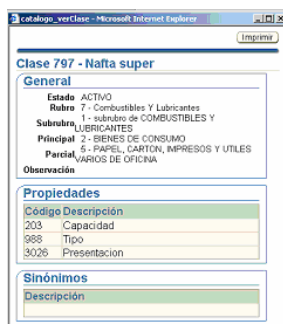 catalogo_verClase - Microsoft Internet Explorer
Imprimir
Clase 797 - Nafta super
General
Estado ACTIVO
Rubro 7 - Combustibles Y Lubricantes
Subrubro 1 - subrubro de COMBUSTIBLES Y LUBRICANTES
Principal 2 - BIENES DE CONSUMO
Parcial 5 - PAPEL, CARTON, IMPRESOS Y UTILES VARIOS DE OFICINA
Observación
Propiedades
Código Descripción
203 Capacidad
988 Tipo
3026 Presentacion
Sinónimos
Descripción